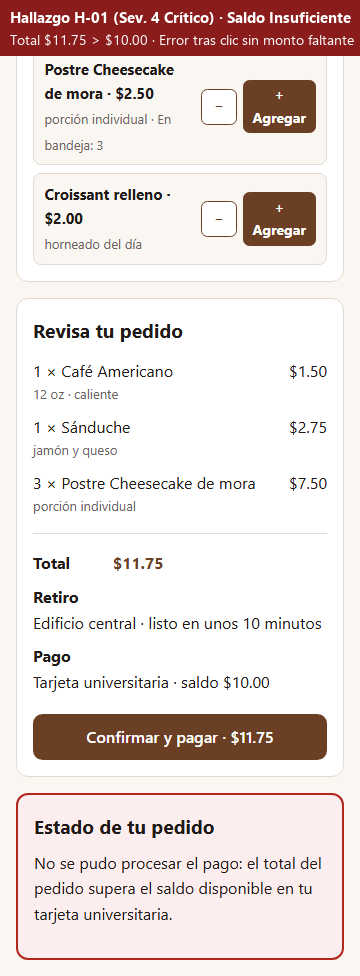 Hallazgo H-01 (Sev. 4 Crítico) · Saldo Insuficiente
Total $11.75 > $10.00 · Error tras clic sin monto faltante
Postre Cheesecake
de mora · $2.50
porción individual · En
bandeja: 3
−
+
Agregar
Croissant relleno ·
$2.00
horneado del día
−
+
Agregar
Revisa tu pedido
1 × Café Americano $1.50
12 oz · caliente
1 × Sánduche $2.75
jamón y queso
3 × Postre Cheesecake de mora $7.50
porción individual
Total $11.75
Retiro
Edificio central · listo en unos 10 minutos
Pago
Tarjeta universitaria · saldo $10.00
Confirmar y pagar · $11.75
Estado de tu pedido
No se pudo procesar el pago: el total del
pedido supera el saldo disponible en tu
tarjeta universitaria.